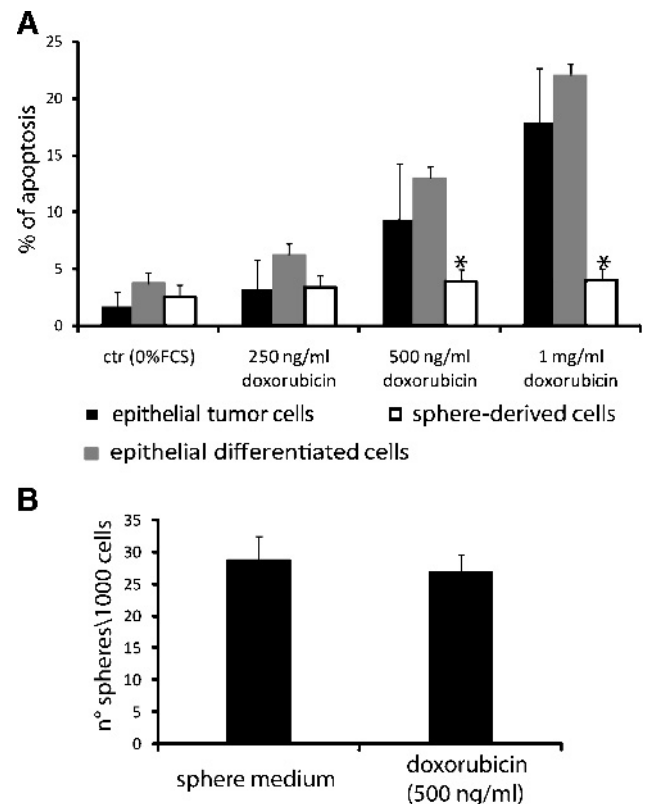 A
% of apoptosis
25
20
15
10
5
0
* *
ctr (0%FCS) 250 ng/ml doxorubicin 500 ng/ml doxorubicin 1 mg/ml doxorubicin
epithelial tumor cells sphere-derived cells
epithelial differentiated cells
B
n° spheres\1000 cells
35
30
25
20
15
10
5
0
sphere medium doxorubicin (500 ng/ml)